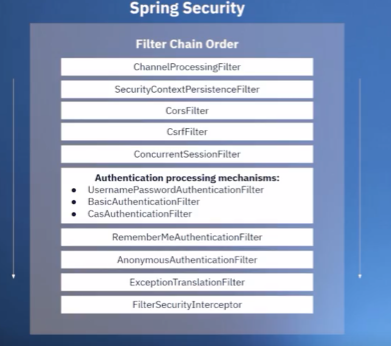 Spring Security
Filter Chain Order
ChannelProcessingFilter
SecurityContextPersistenceFilter
CorsFilter
CsrfFilter
ConcurrentSessionFilter
Authentication processing mechanisms:
• UsernamePasswordAuthenticationFilter
• BasicAuthenticationFilter
• CasAuthenticationFilter
RememberMeAuthenticationFilter
AnonymousAuthenticationFilter
ExceptionTranslationFilter
FilterSecurityInterceptor